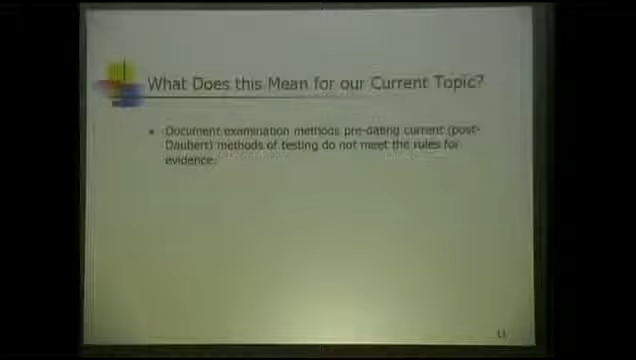 What Does this Mean for our Current Topic?
Document examination methods pre-dating current (post-
Daubert) methods of testing do not meet the rules for
evidence.